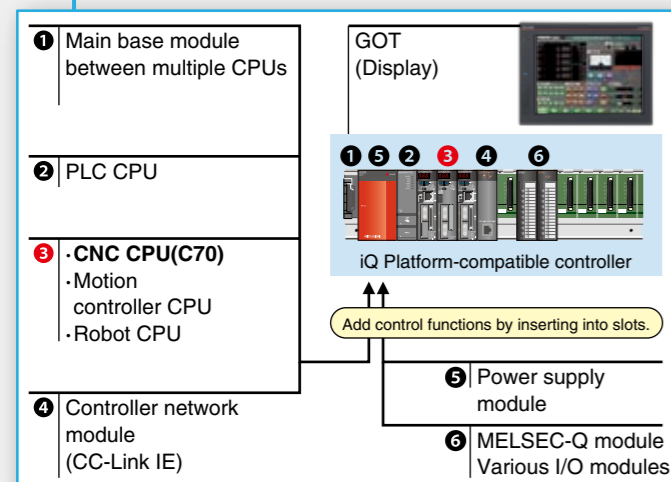 ❶ Main base module
between multiple CPUs
❷ PLC CPU
❸ ·CNC CPU(C70)
·Motion
controller CPU
·Robot CPU
❹ Controller network
module
(CC-Link IE)
GOT
(Display)
❶ ❺ ❷ ❸ ❹ ❻
iQ Platform-compatible controller
Add control functions by inserting into slots.
❺ Power supply
module
❻ MELSEC-Q module
Various I/O modules